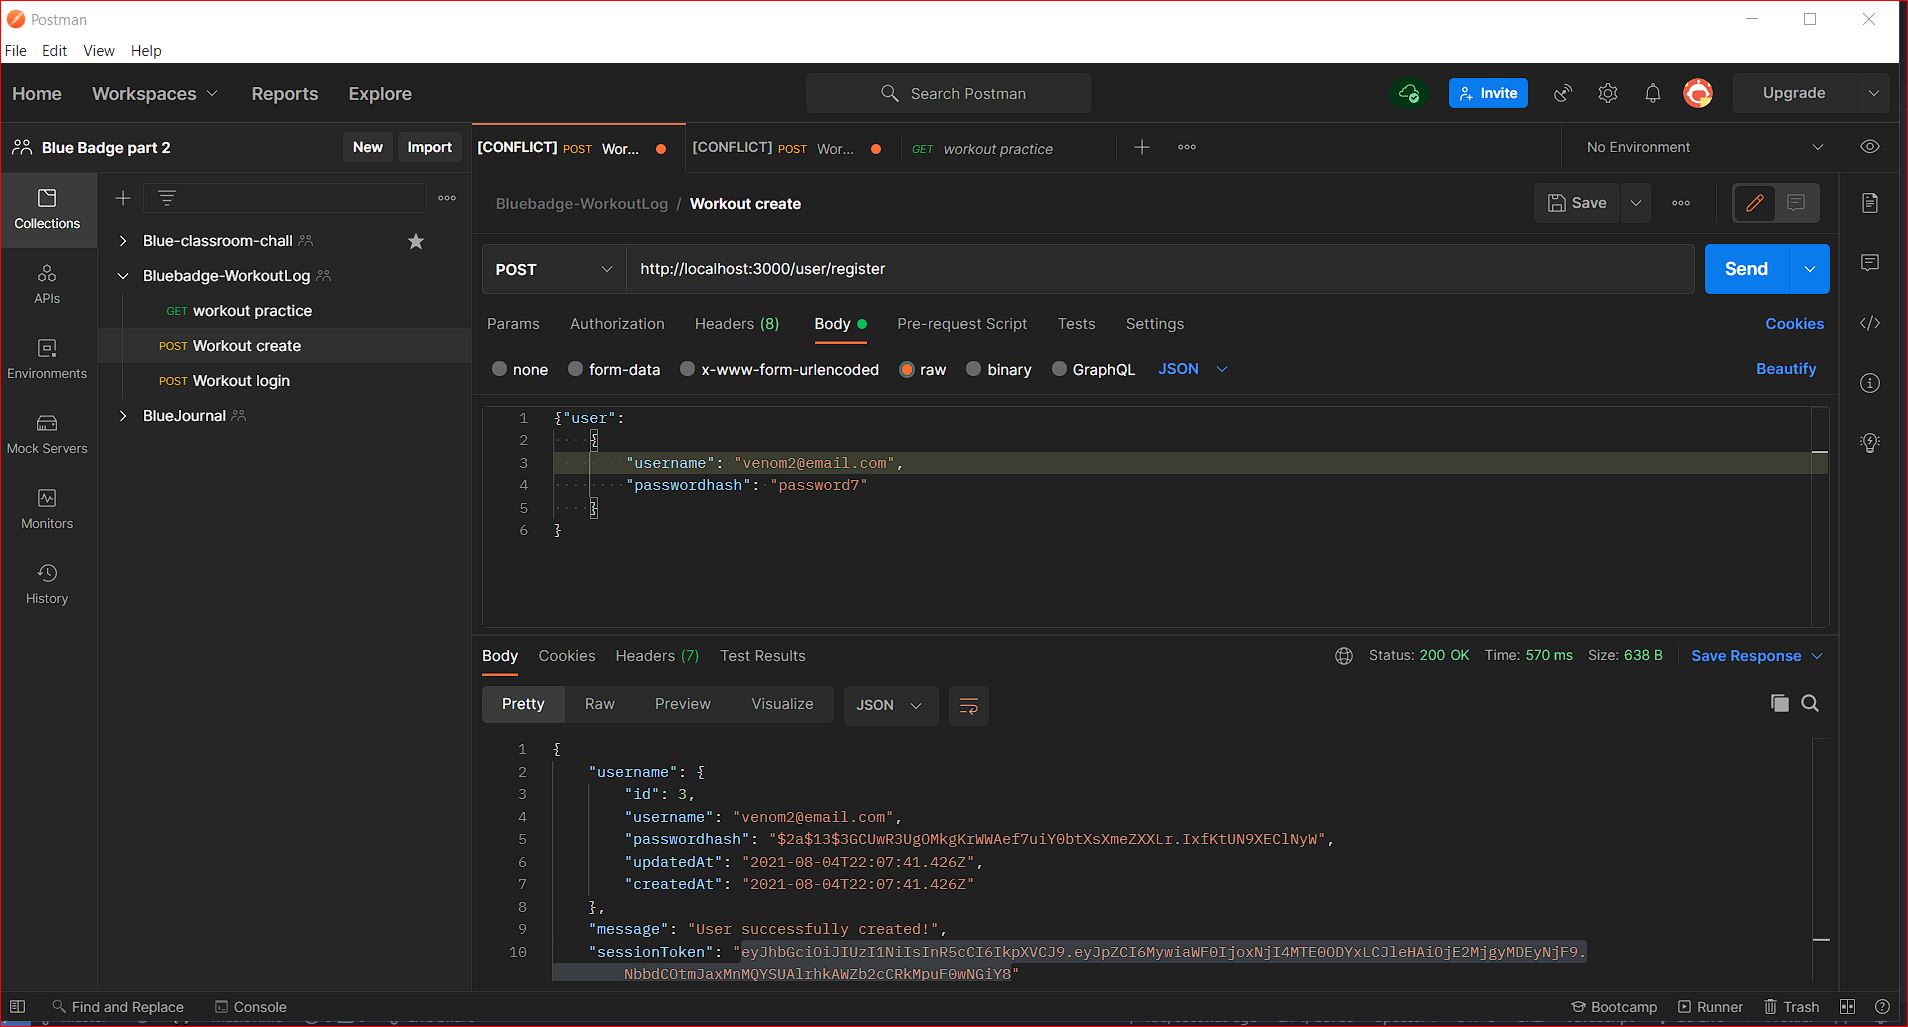 Postman
File Edit View Help
Home Workspaces Reports Explore Search Postman Invite Upgrade
Blue Badge part 2 New Import
[CONFLICT] POST Wor... [CONFLICT] POST Wor... GET workout practice No Environment
Collections
APIs
Environments
Mock Servers
Monitors
History
Blue-classroom-chall
Bluebadge-WorkoutLog
GET workout practice
POST Workout create
POST Workout login
BlueJournal
Bluebadge-WorkoutLog / Workout create Save
POST http://localhost:3000/user/register Send
Params Authorization Headers (8) Body Pre-request Script Tests Settings Cookies
none form-data x-www-form-urlencoded raw binary GraphQL JSON Beautify
1 {"user":
2 {
3 "username": "venom2@email.com",
4 "passwordhash": "password7"
5 }
6 }
Body Cookies Headers (7) Test Results Status: 200 OK Time: 570 ms Size: 638 B Save Response
Pretty Raw Preview Visualize JSON
1 {
2 "username": {
3 "id": 3,
4 "username": "venom2@email.com",
5 "passwordhash": "$2a$13$3GCUwR3UgOMkgKrWWAef7uiY0btXsXmeZXXLr.IxfKtUN9XEClNyW",
6 "updatedAt": "2021-08-04T22:07:41.426Z",
7 "createdAt": "2021-08-04T22:07:41.426Z"
8 },
9 "message": "User successfully created!",
10 "sessionToken": "eyJhbGciOiJIUzI1NiIsInR5cCI6IkpXVCJ9.eyJpZCI6MywiaWF0IjoxNjI4MTE0ODYxLCJleHAiOjE2MjgyMDEyNjF9.
NbbdCOtmJaxMnMQYSUAlrhkAWZb2cCRkMpuF0wNGiY8"
Find and Replace Console Bootcamp Runner Trash